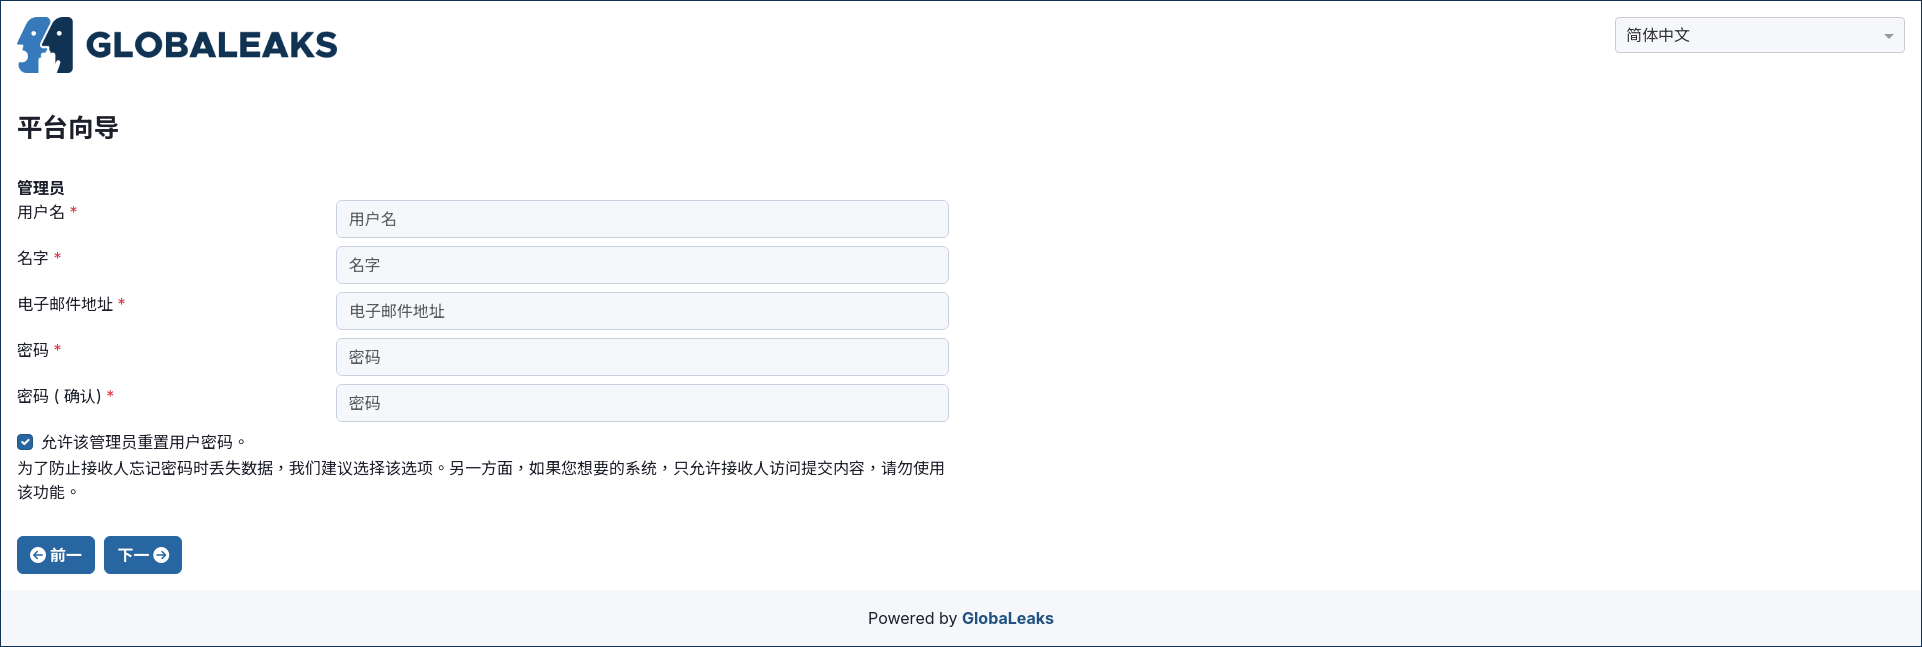 GLOBALEAKS
简体中文
平台向导
管理员
用户名 *
用户名
名字 *
名字
电子邮件地址 *
电子邮件地址
密码 *
密码
密码 ( 确认) *
密码
允许该管理员重置用户密码。
为了防止接收人忘记密码时丢失数据，我们建议选择该选项。另一方面，如果您想要的系统，只允许接收人访问提交内容，请勿使用
该功能。
前一
下一
Powered by GlobaLeaks